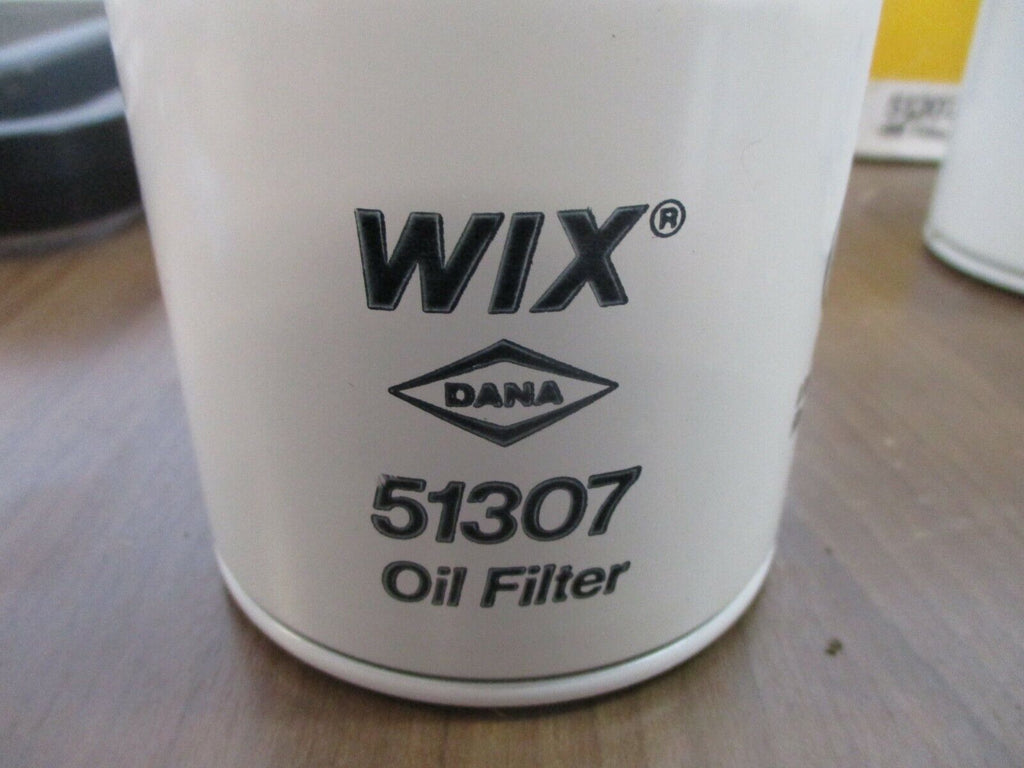 WIX®
DANA
51307
Oil Filter